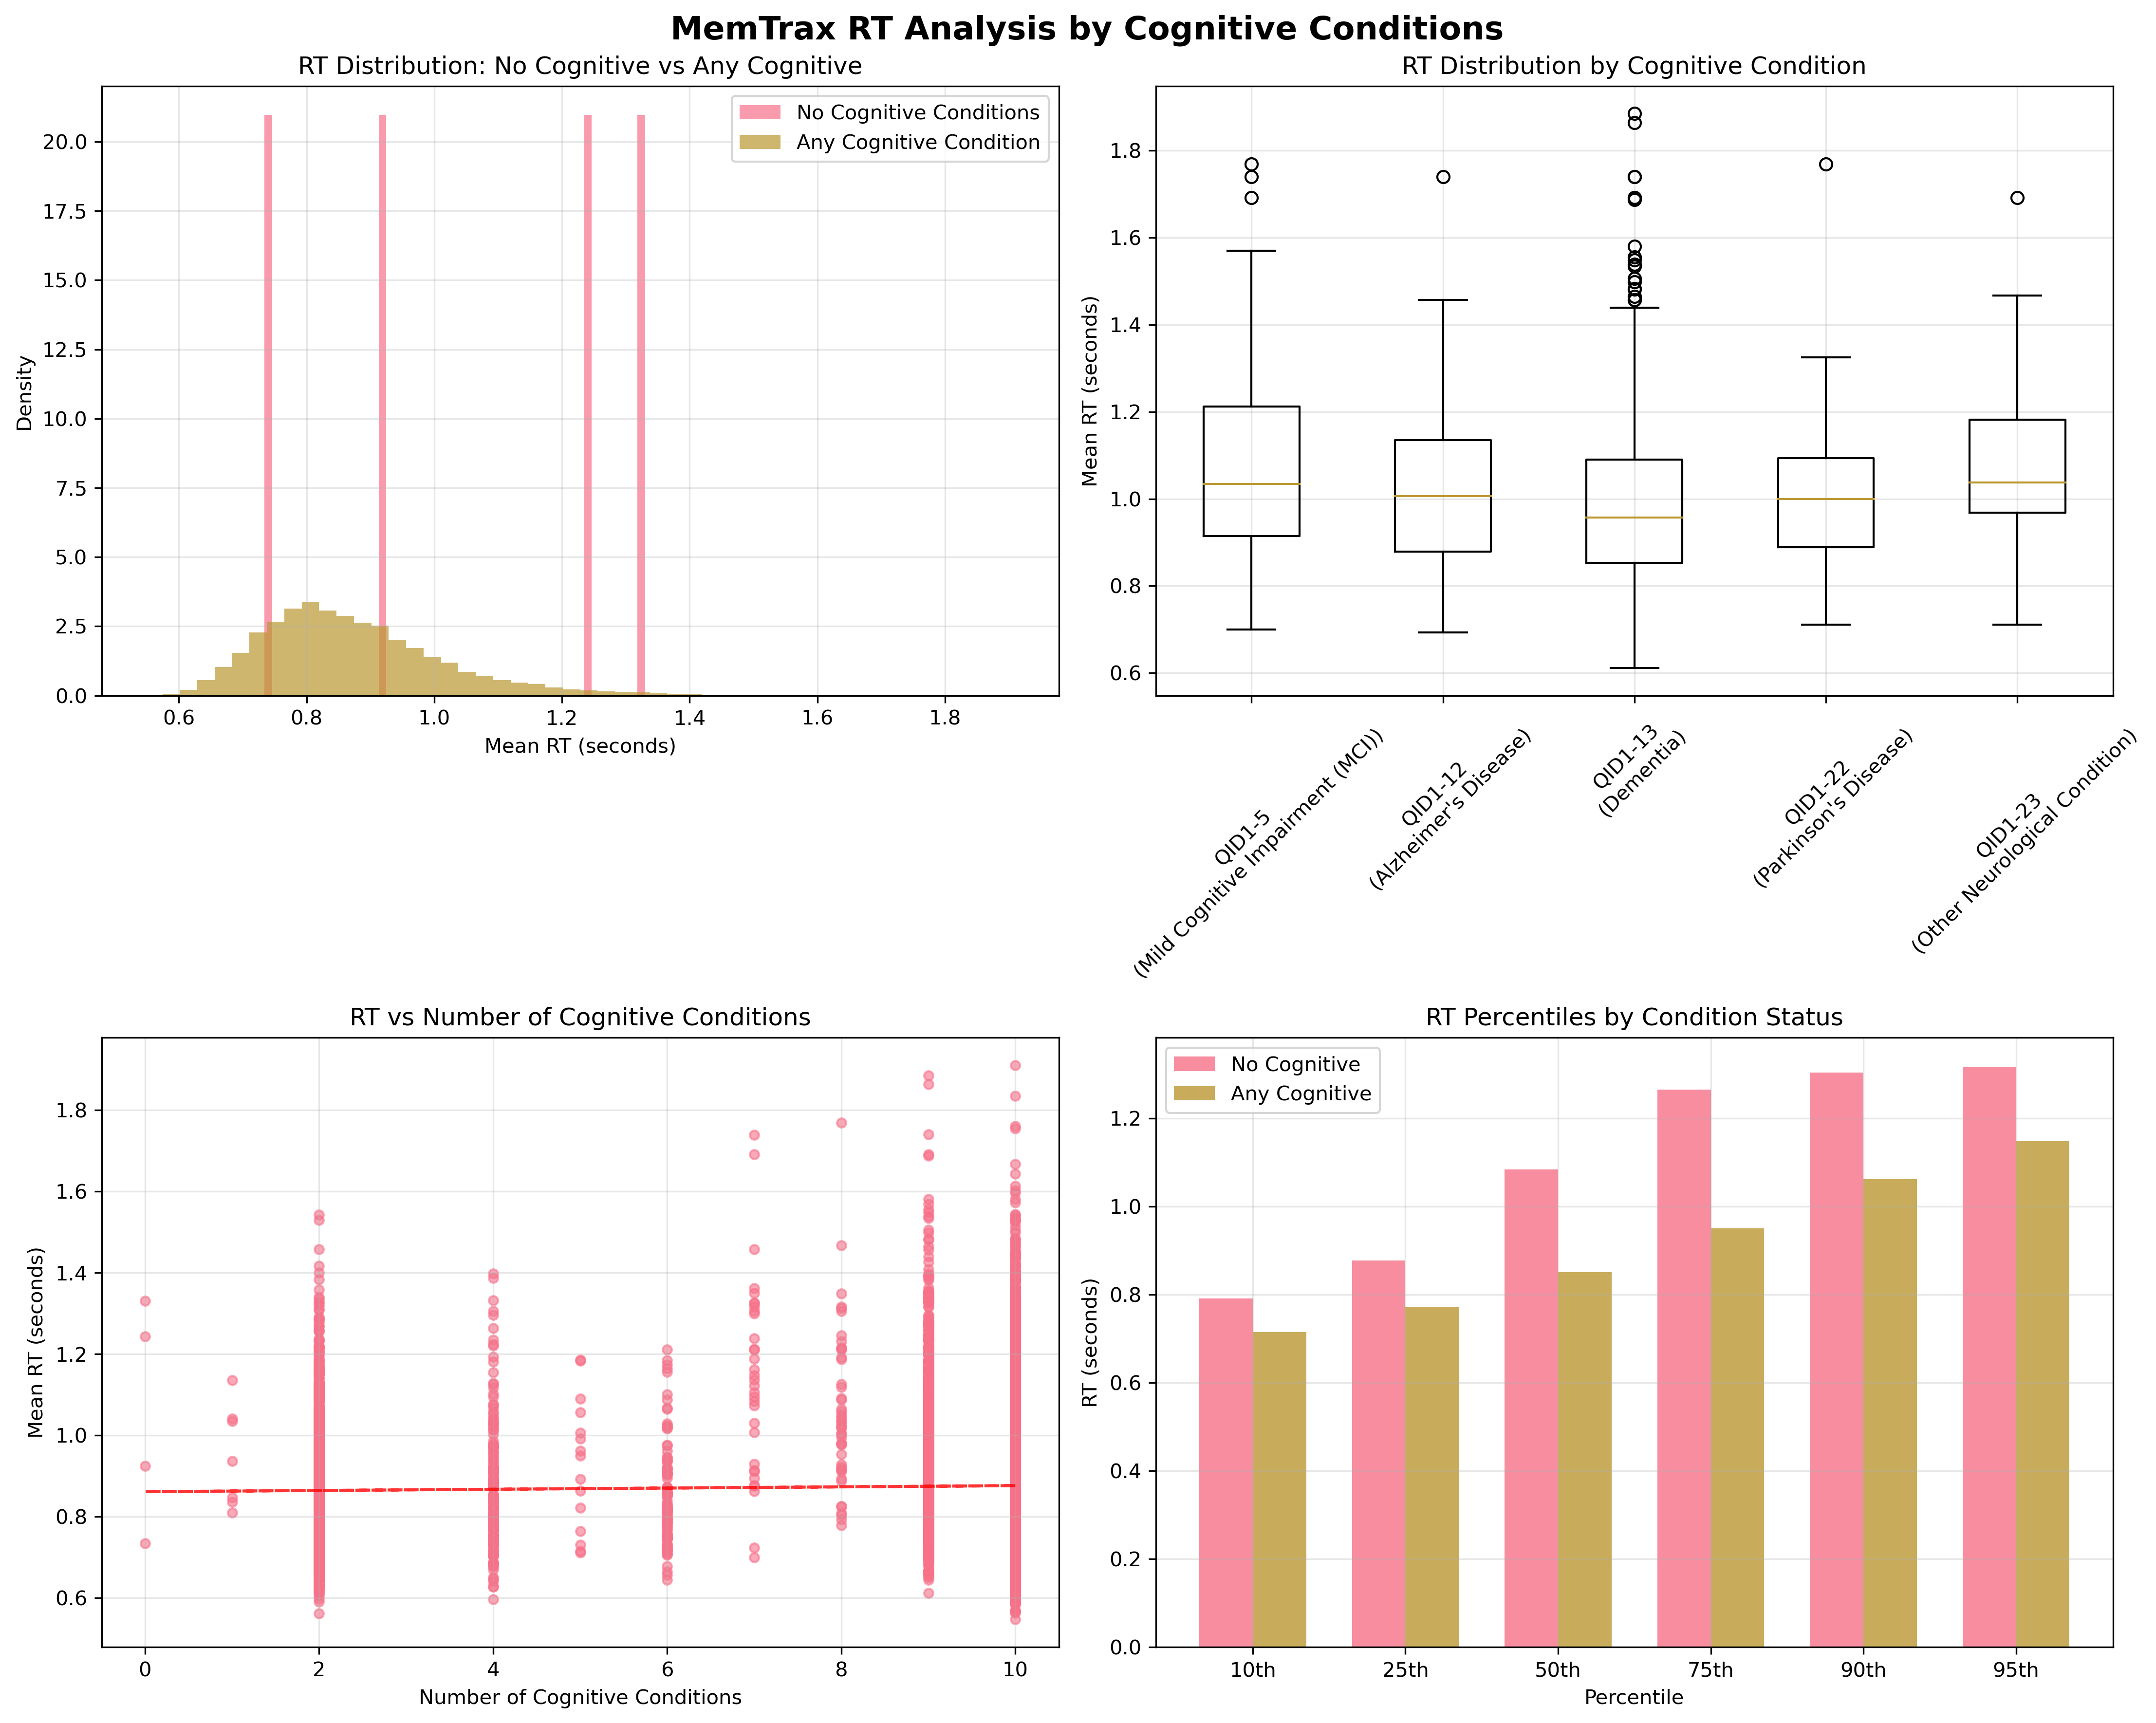 MemTrax RT Analysis by Cognitive Conditions
RT Distribution: No Cognitive vs Any Cognitive
No Cognitive Conditions
Any Cognitive Condition
Density
20.0
17.5
15.0
12.5
10.0
7.5
5.0
2.5
0.0
0.6 0.8 1.0 1.2 1.4 1.6 1.8
Mean RT (seconds)
RT Distribution by Cognitive Condition
Mean RT (seconds)
1.8
1.6
1.4
1.2
1.0
0.8
0.6
QID1-5
(Mild Cognitive Impairment (MCI))
QID1-12
(Alzheimer's Disease)
QID1-13
(Dementia)
QID1-22
(Parkinson's Disease)
QID1-23
(Other Neurological Condition)
RT vs Number of Cognitive Conditions
Mean RT (seconds)
1.8
1.6
1.4
1.2
1.0
0.8
0.6
0 2 4 6 8 10
Number of Cognitive Conditions
RT Percentiles by Condition Status
No Cognitive
Any Cognitive
RT (seconds)
1.2
1.0
0.8
0.6
0.4
0.2
0.0
10th 25th 50th 75th 90th 95th
Percentile